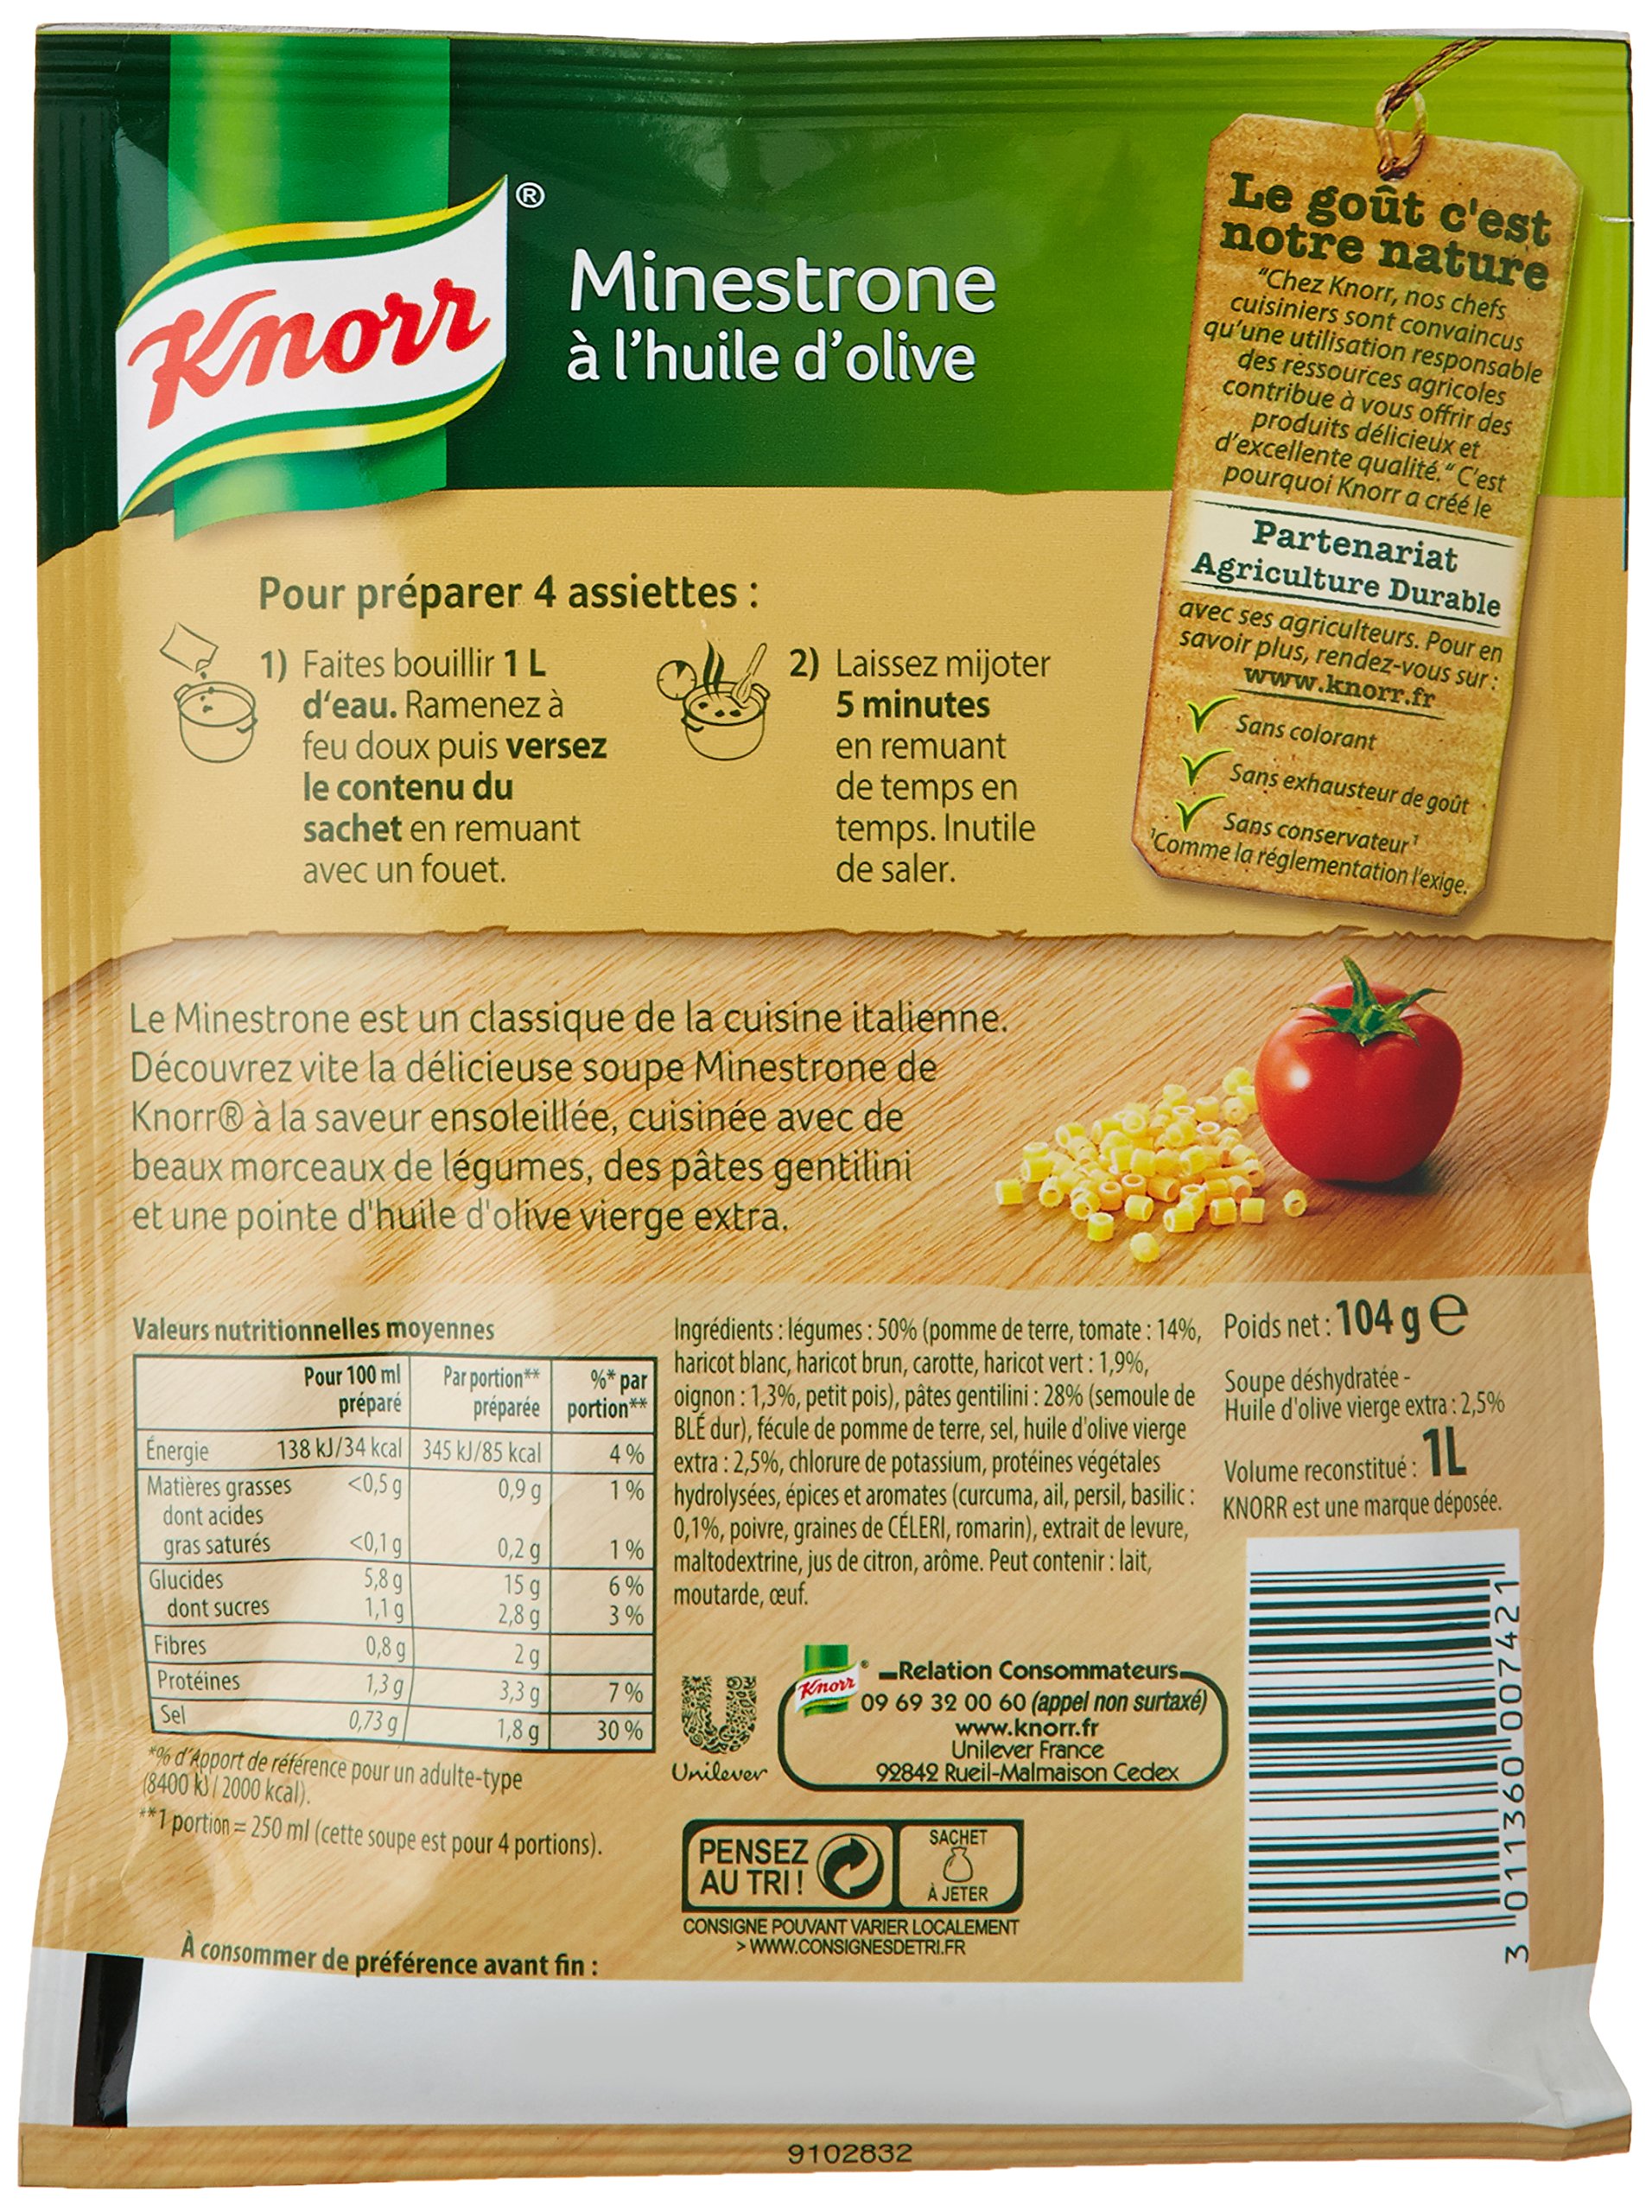 Knorr®
Minestrone
à l'huile d'olive
Le goût c'est
notre nature
"Chez Knorr, nos chefs
cuisiniers sont convaincus
qu'une utilisation responsable
des ressources agricoles
contribue à vous offrir des
produits délicieux et
d'excellente qualité." C'est
pourquoi Knorr a créé le
Partenariat
Agriculture Durable
avec ses agriculteurs. Pour en
savoir plus, rendez-vous sur :
www.knorr.fr
Sans colorant
Sans exhausteur de goût
Sans conservateur¹
¹Comme la réglementation l'exige.
Pour préparer 4 assiettes :
1) Faites bouillir 1 L
d'eau. Ramenez à
feu doux puis versez
le contenu du
sachet en remuant
avec un fouet.
2) Laissez mijoter
5 minutes
en remuant
de temps en
temps. Inutile
de saler.
Le Minestrone est un classique de la cuisine italienne.
Découvrez vite la délicieuse soupe Minestrone de
Knorr® à la saveur ensoleillée, cuisinée avec de
beaux morceaux de légumes, des pâtes gentilini
et une pointe d'huile d'olive vierge extra.
Valeurs nutritionnelles moyennes
Pour 100 ml Par portion** %* par
préparé préparée portion**
Énergie 138 kJ/34 kcal 345 kJ/85 kcal 4 %
Matières grasses <0,5 g 0,9 g 1 %
dont acides
gras saturés <0,1 g 0,2 g 1 %
Glucides 5,8 g 15 g 6 %
dont sucres 1,1 g 2,8 g 3 %
Fibres 0,8 g 2 g
Protéines 1,3 g 3,3 g 7 %
Sel 0,73 g 1,8 g 30 %
*% d'Apport de référence pour un adulte-type
(8400 kJ / 2000 kcal).
**1 portion = 250 ml (cette soupe est pour 4 portions).
À consommer de préférence avant fin :
Ingrédients : légumes : 50% (pomme de terre, tomate : 14%,
haricot blanc, haricot brun, carotte, haricot vert : 1,9%,
oignon : 1,3%, petit pois), pâtes gentilini : 28% (semoule de
BLÉ dur), fécule de pomme de terre, sel, huile d'olive vierge
extra : 2,5%, chlorure de potassium, protéines végétales
hydrolysées, épices et aromates (curcuma, ail, persil, basilic :
0,1%, poivre, graines de CÉLERI, romarin), extrait de levure,
maltodextrine, jus de citron, arôme. Peut contenir : lait,
moutarde, œuf.
Poids net : 104 g e
Soupe déshydratée -
Huile d'olive vierge extra : 2,5%
Volume reconstitué : 1L
KNORR est une marque déposée.
Unilever
Knorr®
Relation Consommateurs
09 69 32 00 60 (appel non surtaxé)
www.knorr.fr
Unilever France
92842 Rueil-Malmaison Cedex
PENSEZ
AU TRI !
SACHET
À JETER
CONSIGNE POUVANT VARIER LOCALEMENT
> WWW.CONSIGNESDETRI.FR
3 011360 007421
9102832